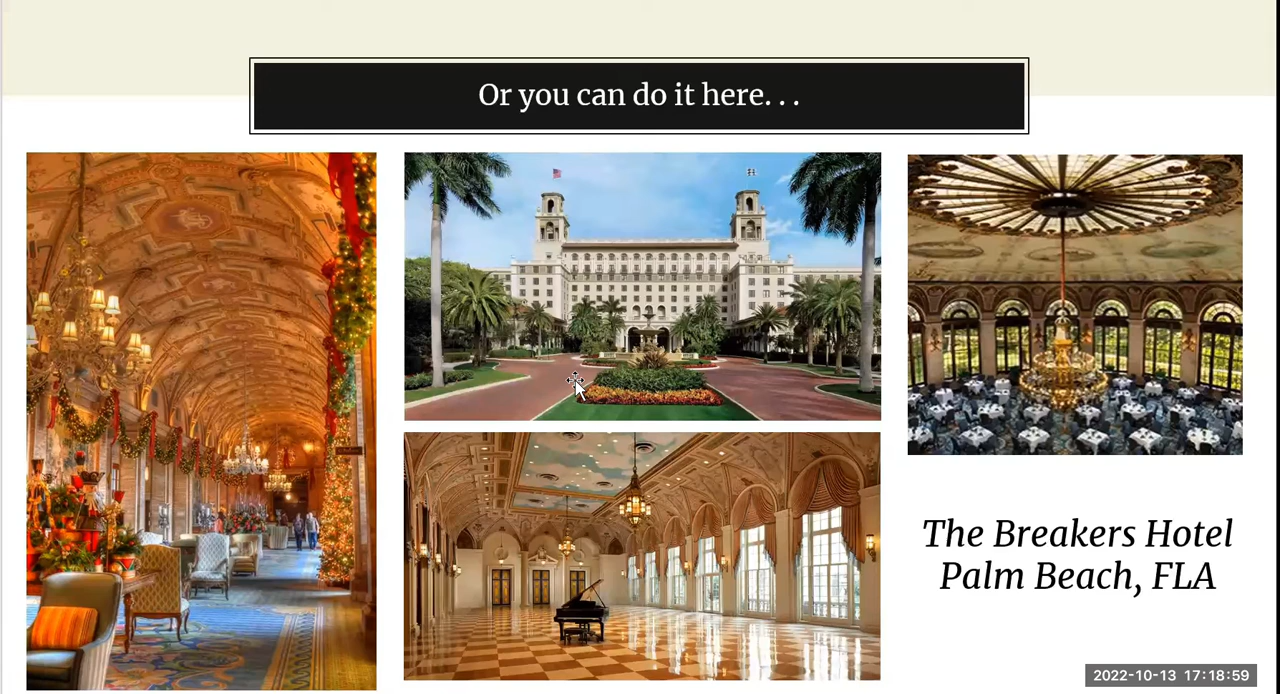 Or you can do it here. . .
The Breakers Hotel
Palm Beach, FLA
2022-10-13 17:18:59